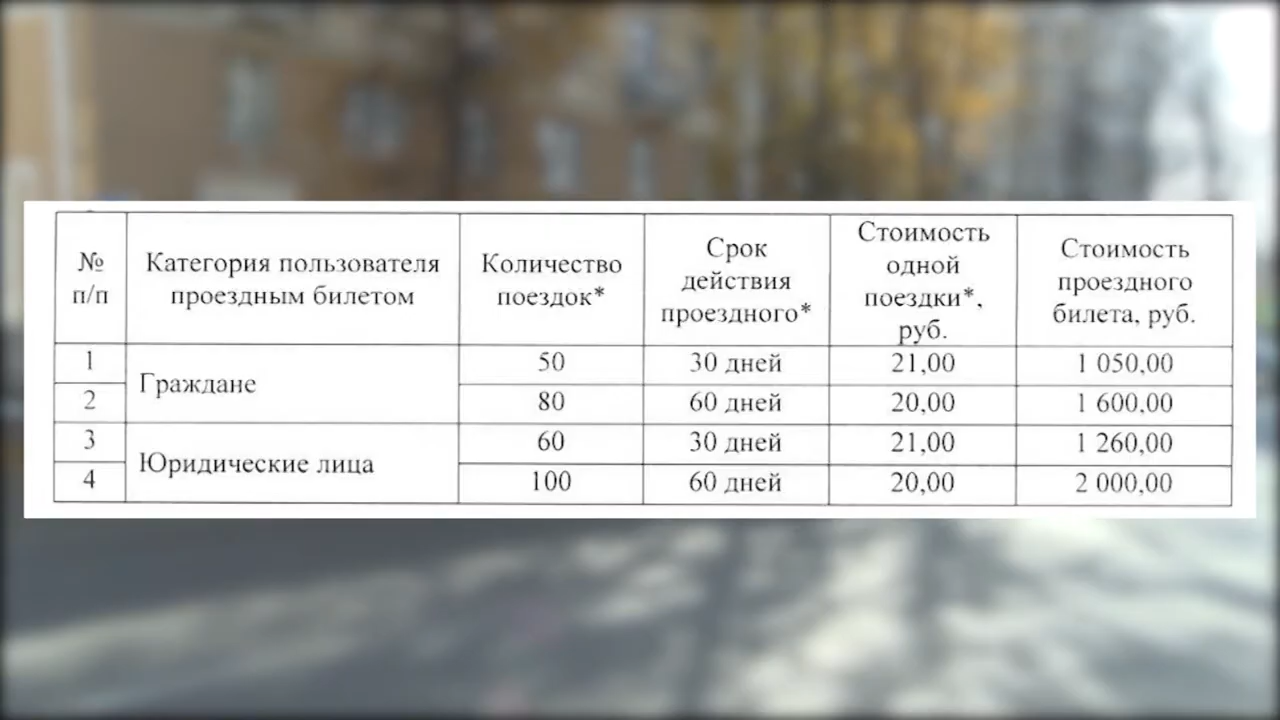 №
п/п
Категория пользователя
проездным билетом
Количество
поездок*
Срок
действия
проездного*
Стоимость
одной
поездки*,
руб.
Стоимость
проездного
билета, руб.
1
Граждане
50
30 дней
21,00
1 050,00
2
80
60 дней
20,00
1 600,00
3
Юридические лица
60
30 дней
21,00
1 260,00
4
100
60 дней
20,00
2 000,00